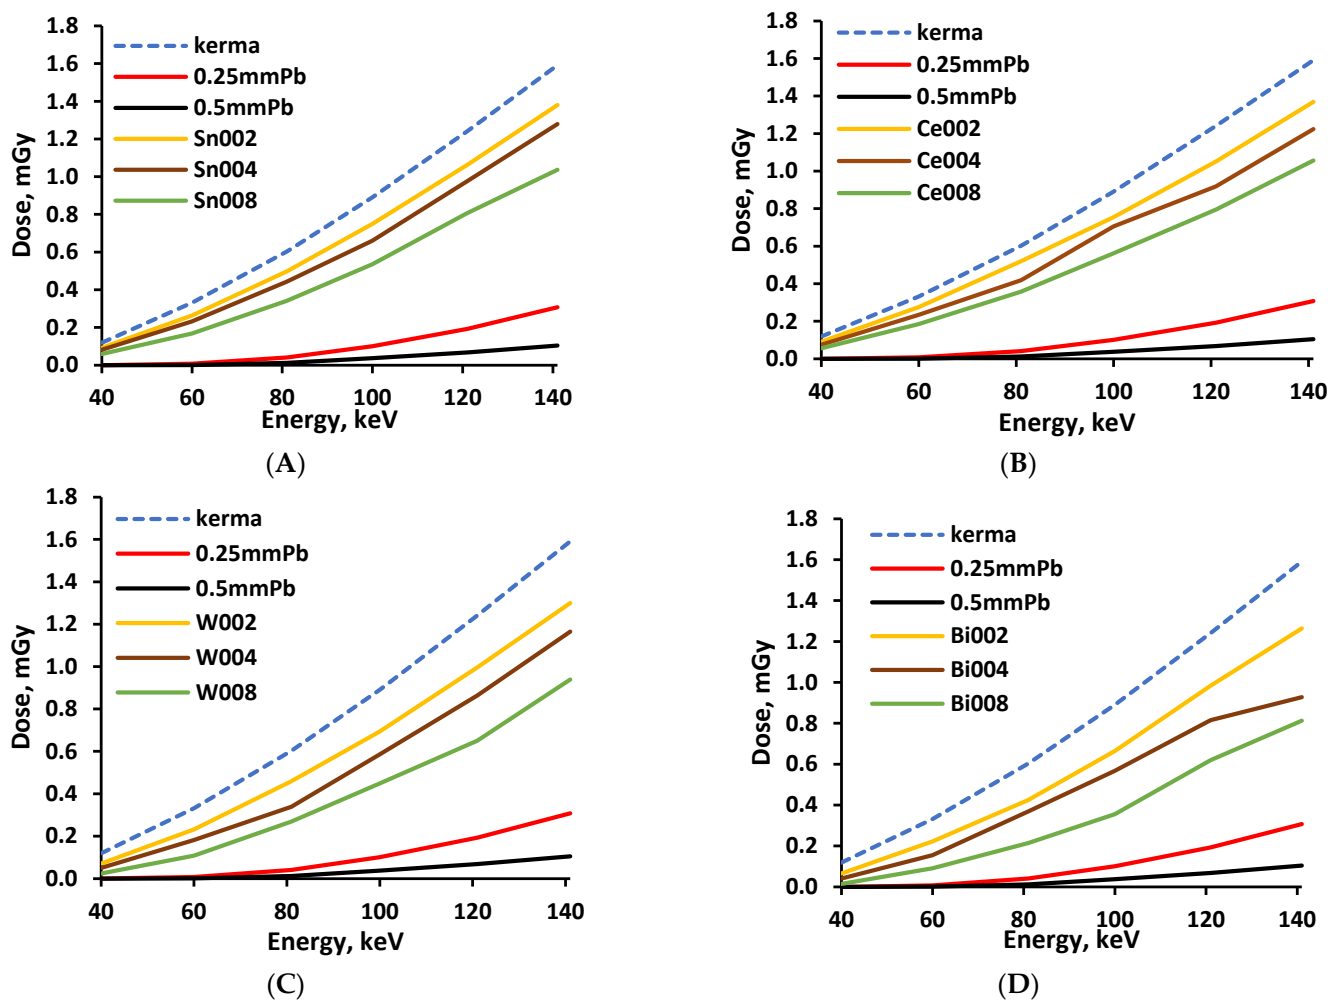 1.8
1.6
1.4
1.2
1.0
0.8
0.6
0.4
0.2
0.0
Dose, mGy
kerma
0.25mmPb
0.5mmPb
Sn002
Sn004
Sn008
40 60 80 100 120 140
Energy, keV
(A)
1.8
1.6
1.4
1.2
1.0
0.8
0.6
0.4
0.2
0.0
Dose, mGy
kerma
0.25mmPb
0.5mmPb
Ce002
Ce004
Ce008
40 60 80 100 120 140
Energy, keV
(B)
1.8
1.6
1.4
1.2
1.0
0.8
0.6
0.4
0.2
0.0
Dose, mGy
kerma
0.25mmPb
0.5mmPb
W002
W004
W008
40 60 80 100 120 140
Energy, keV
(C)
1.8
1.6
1.4
1.2
1.0
0.8
0.6
0.4
0.2
0.0
Dose, mGy
kerma
0.25mmPb
0.5mmPb
Bi002
Bi004
Bi008
40 60 80 100 120 140
Energy, keV
(D)